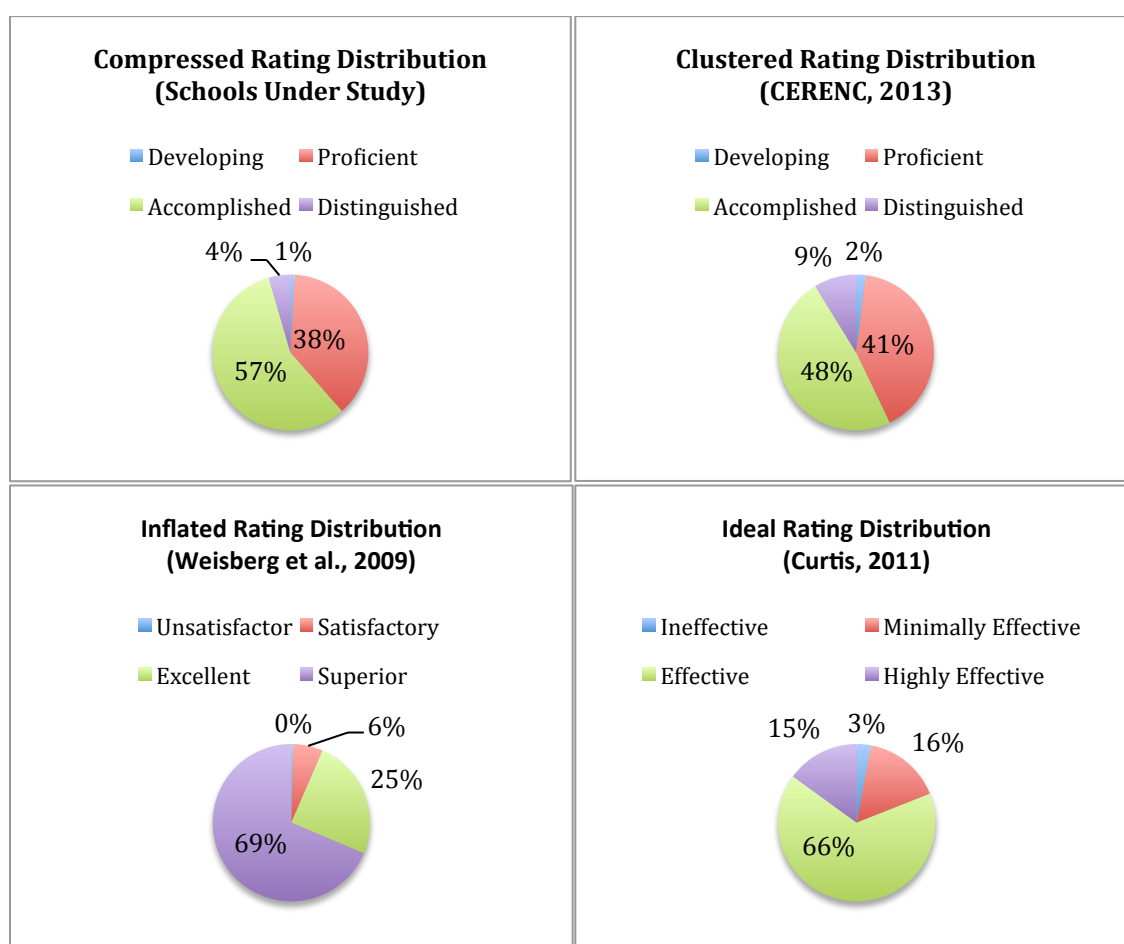 Compressed Rating Distribution
(Schools Under Study)
Developing Proficient
Accomplished Distinguished
4% 1%
38%
57%
Clustered Rating Distribution
(CERENC, 2013)
Developing Proficient
Accomplished Distinguished
9% 2%
41%
48%
Inflated Rating Distribution
(Weisberg et al., 2009)
Unsatisfactor Satisfactory
Excellent Superior
0% 6%
25%
69%
Ideal Rating Distribution
(Curtis, 2011)
Ineffective Minimally Effective
Effective Highly Effective
15% 3%
16%
66%